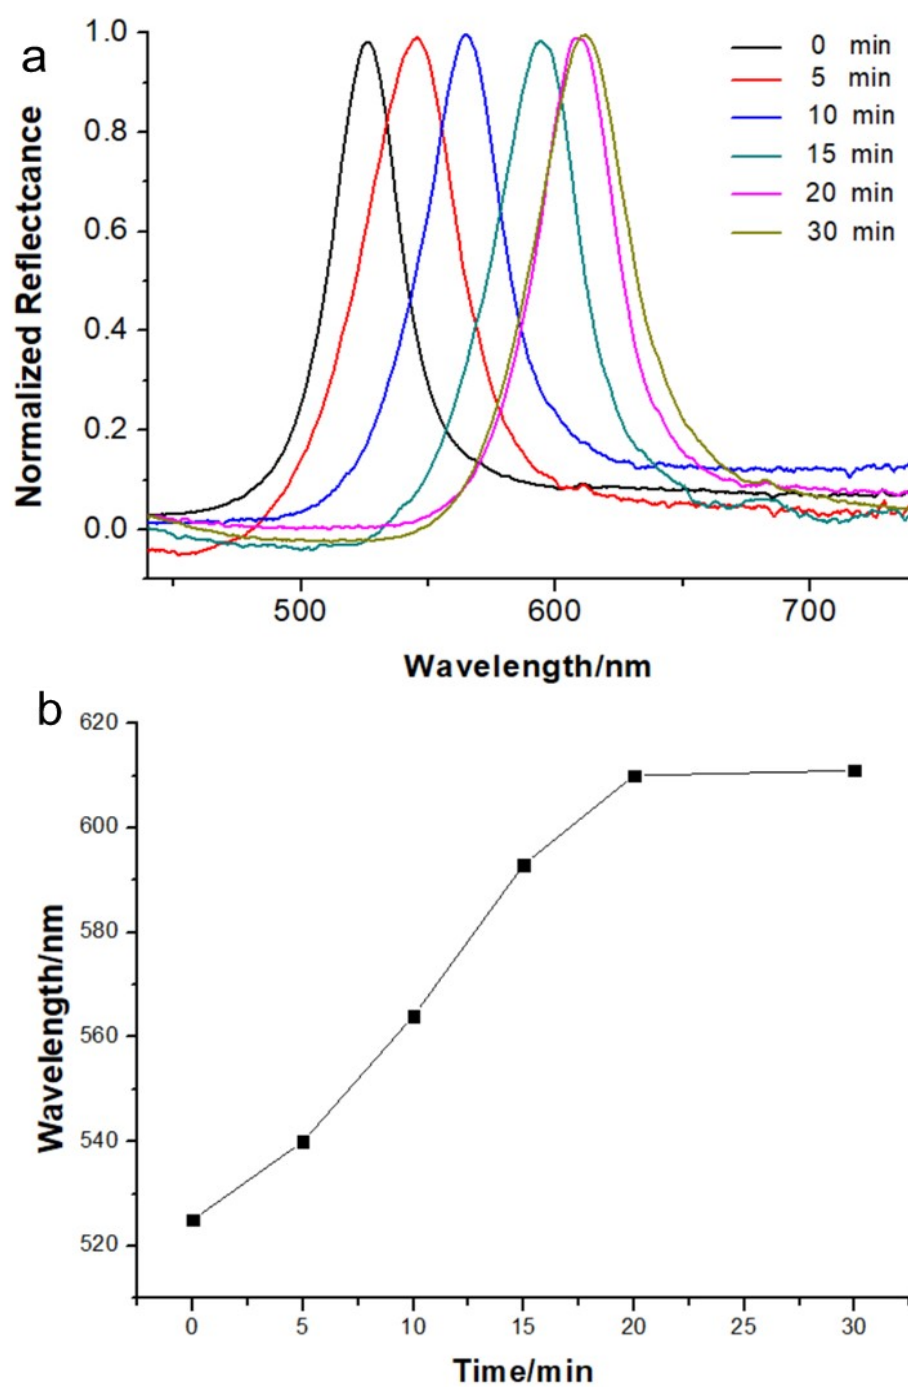 a
Normalized Reflectcance
1.0
0.8
0.6
0.4
0.2
0.0
0 min
5 min
10 min
15 min
20 min
30 min
500 600 700
Wavelength/nm
b
Wavelength/nm
620
600
580
560
540
520
0 5 10 15 20 25 30
Time/min